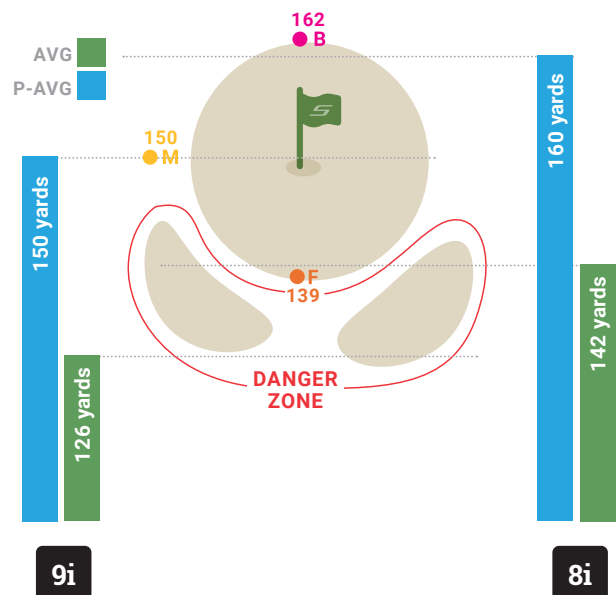 162
B
AVG
P-AVG
150
M
F
139
150 yards
126 yards
160 yards
142 yards
DANGER
ZONE
9i
8i